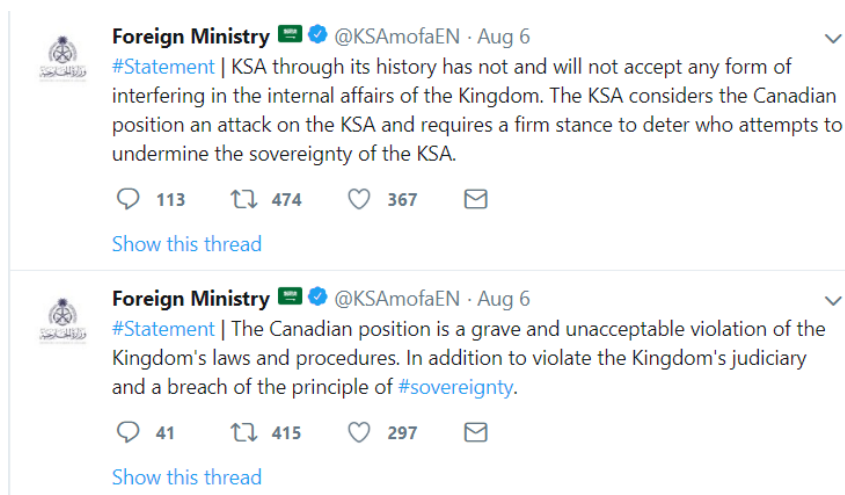 Foreign Ministry @KSAmofaEN · Aug 6
#Statement | KSA through its history has not and will not accept any form of
interfering in the internal affairs of the Kingdom. The KSA considers the Canadian
position an attack on the KSA and requires a firm stance to deter who attempts to
undermine the sovereignty of the KSA.
113 474 367
Show this thread
Foreign Ministry @KSAmofaEN · Aug 6
#Statement | The Canadian position is a grave and unacceptable violation of the
Kingdom's laws and procedures. In addition to violate the Kingdom's judiciary
and a breach of the principle of #sovereignty.
41 415 297
Show this thread